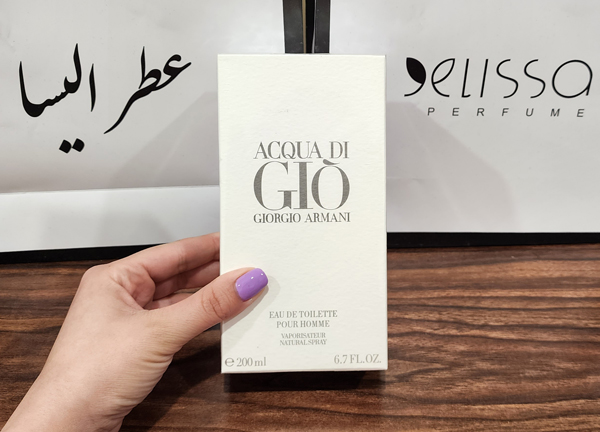 عطر الیسا
elissa
PERFUME
ACQUA DI
GIÒ
GIORGIO ARMANI
EAU DE TOILETTE
POUR HOMME
VAPORISATEUR
NATURAL SPRAY
℮ 200 ml 6.7 FL.OZ.